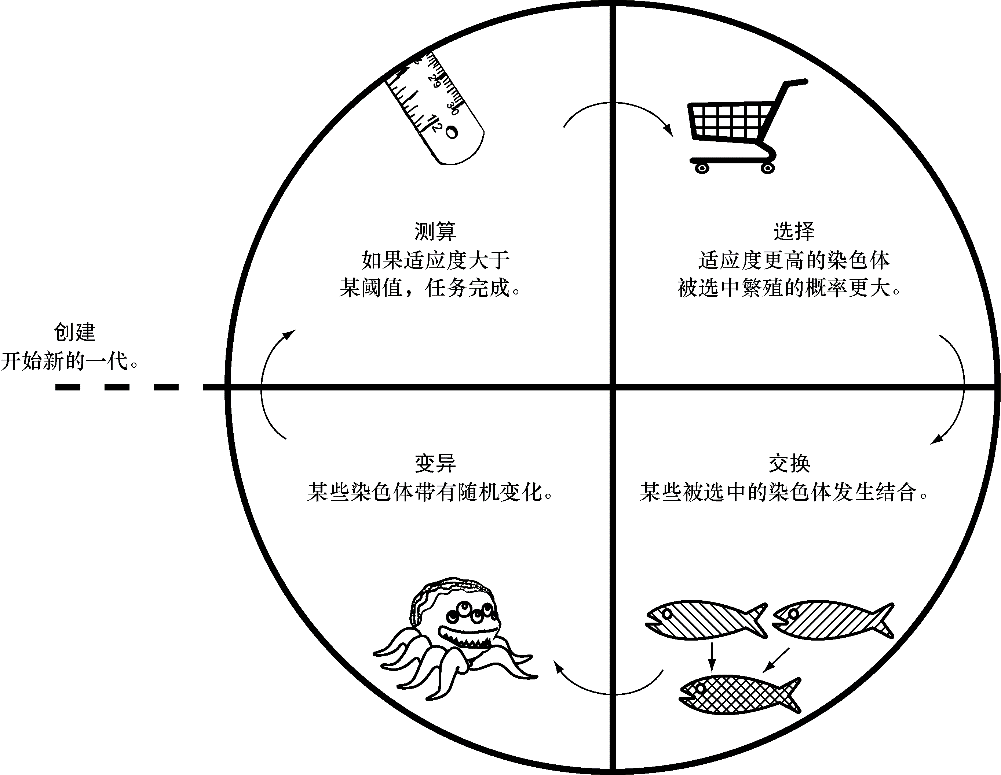 29
30
12
测算
如果适应度大于
某阈值，任务完成。
选择
适应度更高的染色体
被选中繁殖的概率更大。
创建
开始新的一代。
变异
某些染色体带有随机变化。
交换
某些被选中的染色体发生结合。